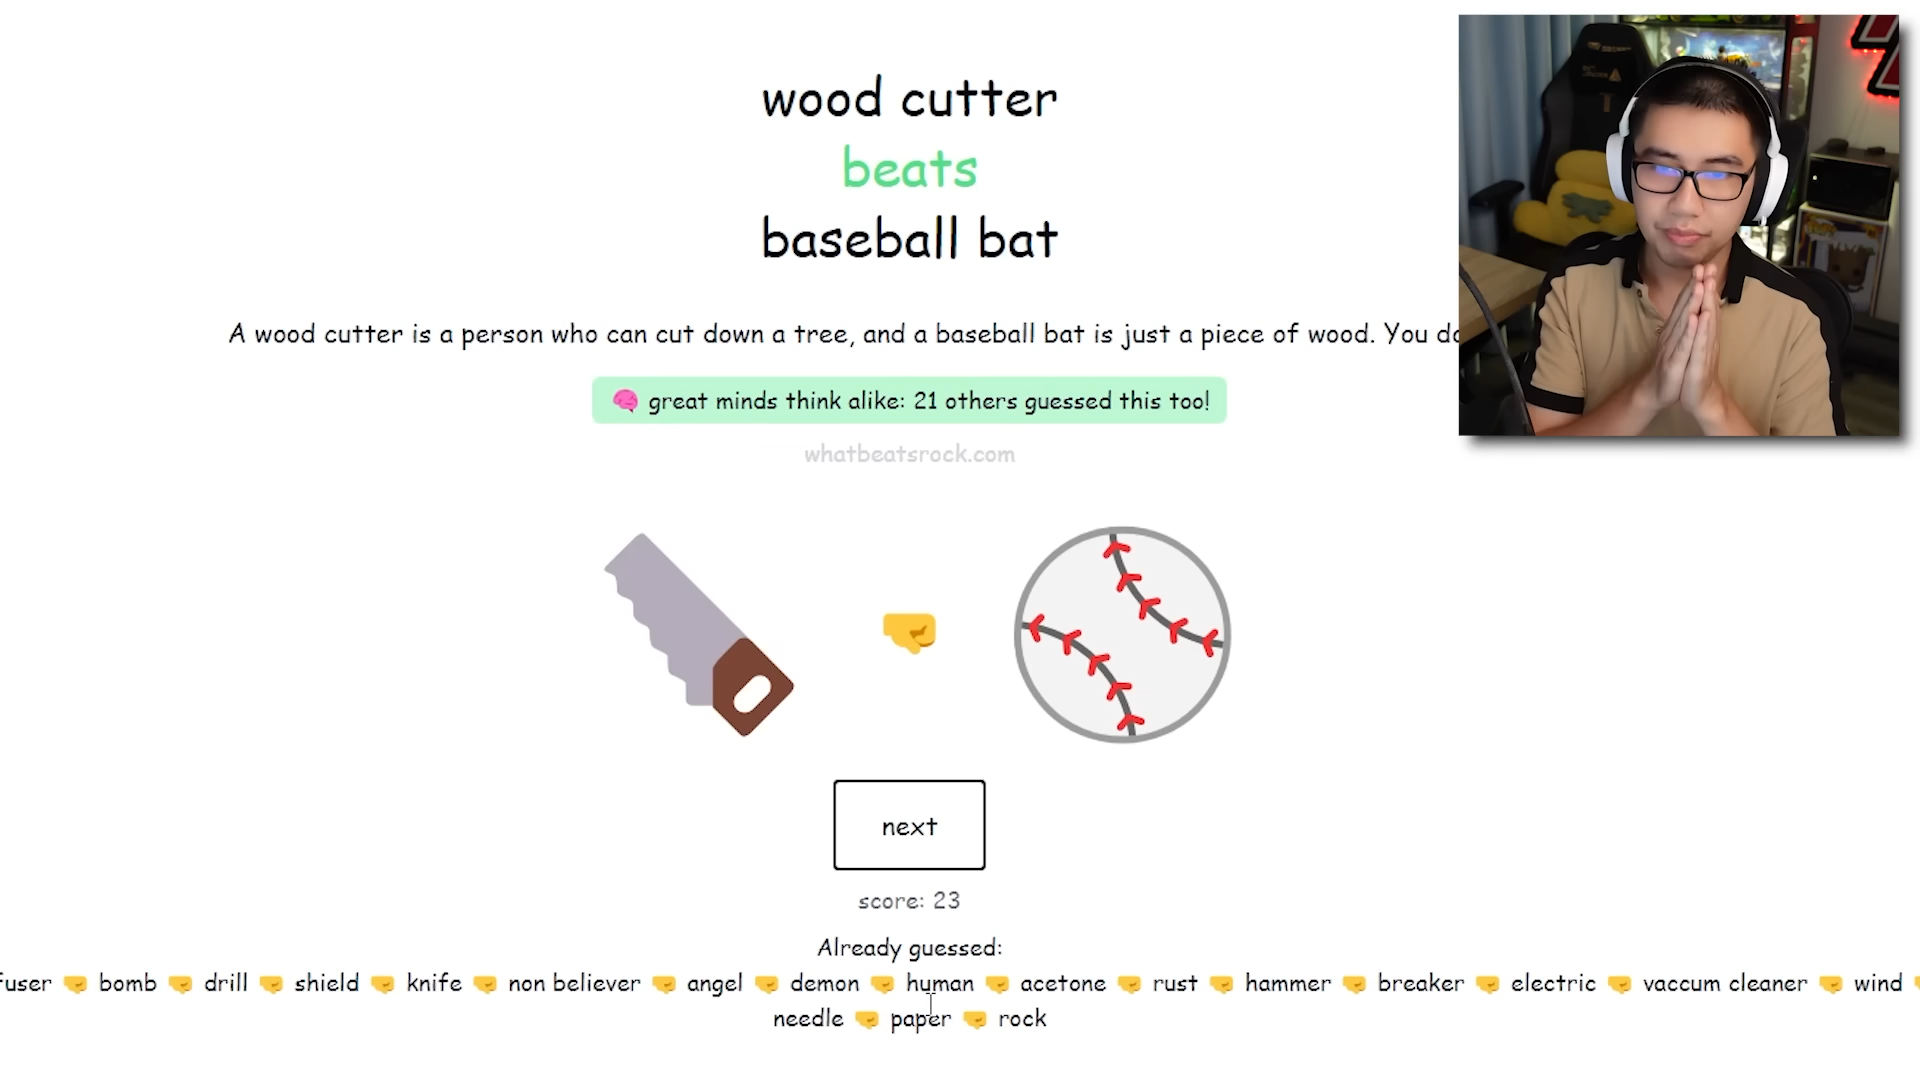 wood cutter
beats
baseball bat
A wood cutter is a person who can cut down a tree, and a baseball bat is just a piece of wood. You
great minds think alike: 21 others guessed this too!
whatbeatsrock.com
next
score: 23
Already guessed:
fuser bomb drill shield knife non believer angel demon human acetone rust hammer breaker electric vaccum cleaner wind
needle paper rock